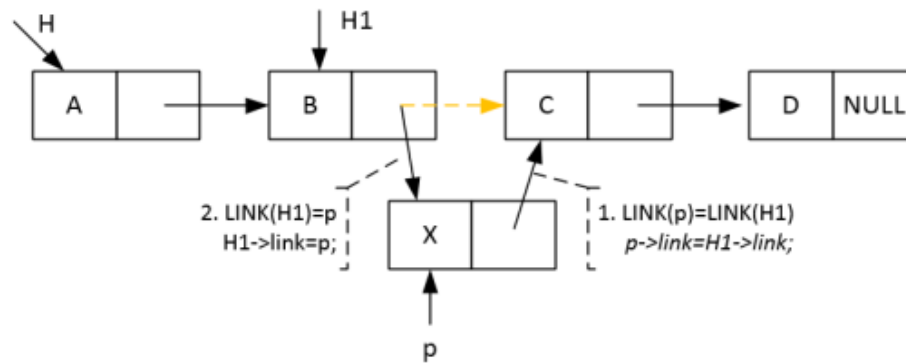 H
H1
A
B
C
D
NULL
2. LINK(H1)=p
H1->link=p;
X
1. LINK(p)=LINK(H1)
p->link=H1->link;
p